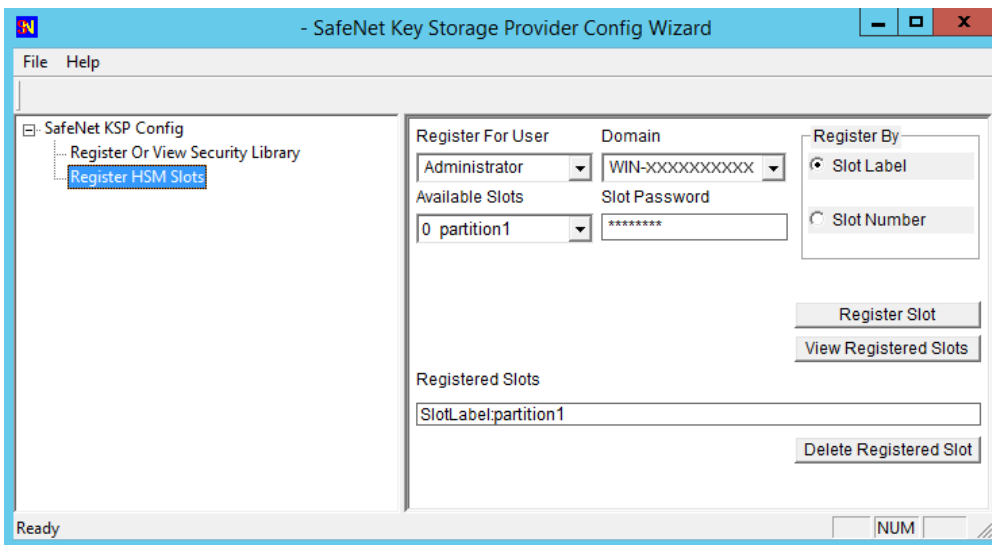 - SafeNet Key Storage Provider Config Wizard
File Help
SafeNet KSP Config
Register Or View Security Library
Register HSM Slots
Register For User
Domain
Register By
Administrator
WIN-XXXXXXXXXX
Slot Label
Available Slots
Slot Password
0 partition1
********
Slot Number
Register Slot
View Registered Slots
Registered Slots
SlotLabel:partition1
Delete Registered Slot
Ready
NUM